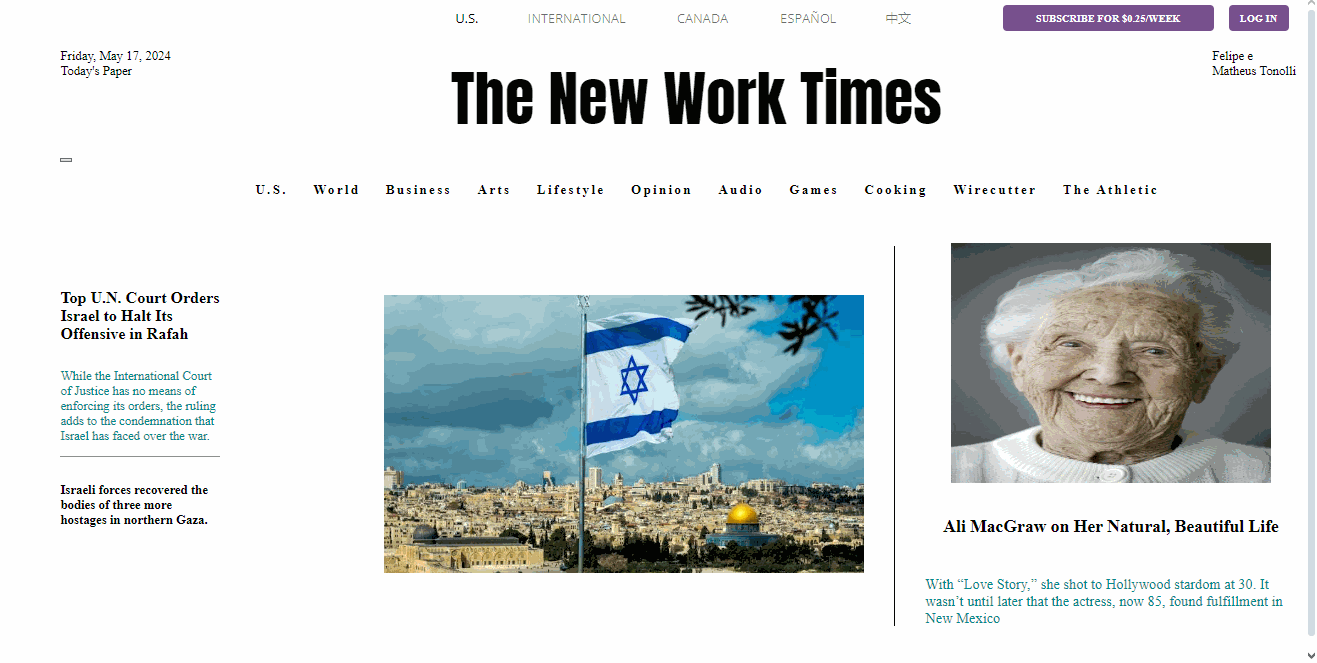 U.S. INTERNATIONAL CANADA ESPAÑOL 中文 SUBSCRIBE FOR $0.25/WEEK LOG IN
Friday, May 17, 2024
Today's Paper
Felipe e
Matheus Tonolli
The New Work Times
U.S. World Business Arts Lifestyle Opinion Audio Games Cooking Wirecutter The Athletic
Top U.N. Court Orders
Israel to Halt Its
Offensive in Rafah
While the International Court
of Justice has no means of
enforcing its orders, the ruling
adds to the condemnation that
Israel has faced over the war.
Israeli forces recovered the
bodies of three more
hostages in northern Gaza.
Ali MacGraw on Her Natural, Beautiful Life
With “Love Story,” she shot to Hollywood stardom at 30. It
wasn’t until later that the actress, now 85, found fulfillment in
New Mexico